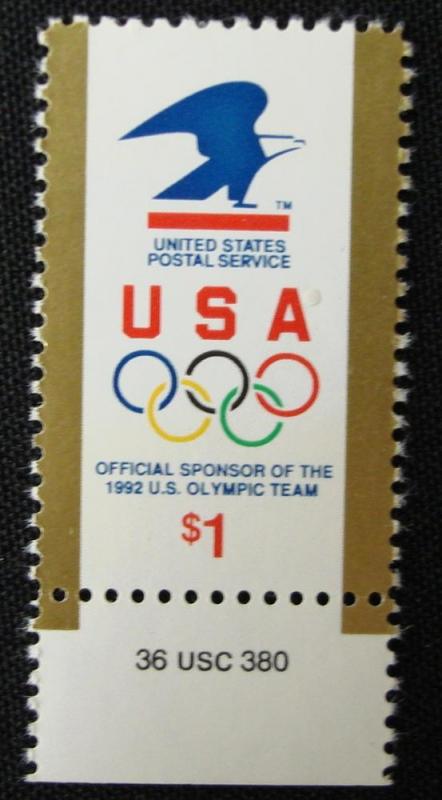 TM
UNITED STATES
POSTAL SERVICE
USA
OFFICIAL SPONSOR OF THE
1992 U.S. OLYMPIC TEAM
$1
36 USC 380